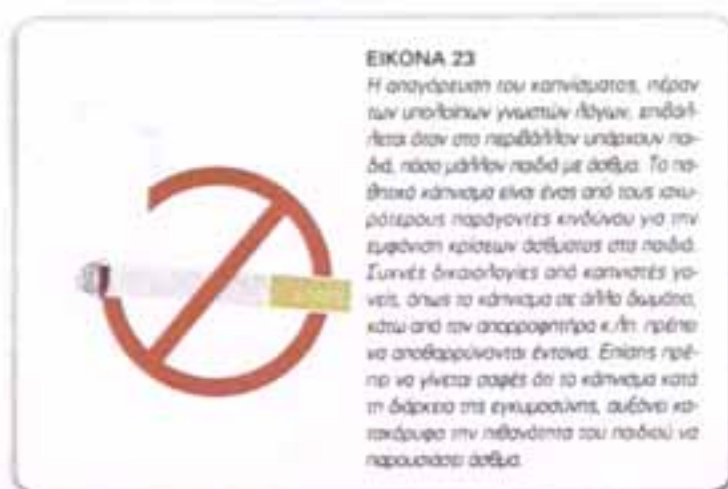 ΕΙΚΟΝΑ 23
Η απαγόρευση του καπνίσματος, πέραν
των υπολοίπων γνωστών λόγων, επιβάλ-
λεται όταν στο περιβάλλον υπάρχουν παι-
διά, πόσο μάλλον παιδιά με άσθμα. Το πα-
θητικό κάπνισμα είναι ένας από τους ισχυ-
ρότερους παράγοντες κινδύνου για την
εμφάνιση κρίσεων άσθματος στα παιδιά.
Συχνές δικαιολογίες από καπνιστές γο-
νείς, όπως το κάπνισμα σε άλλο δωμάτιο,
κάτω από τον απορροφητήρα κ.λπ. πρέπει
να αποθαρρύνονται έντονα. Επίσης πρέ-
πει να γίνεται σαφές ότι το κάπνισμα κατά
τη διάρκεια της εγκυμοσύνης, αυξάνει κα-
τακόρυφα την πιθανότητα του παιδιού να
παρουσιάσει άσθμα.